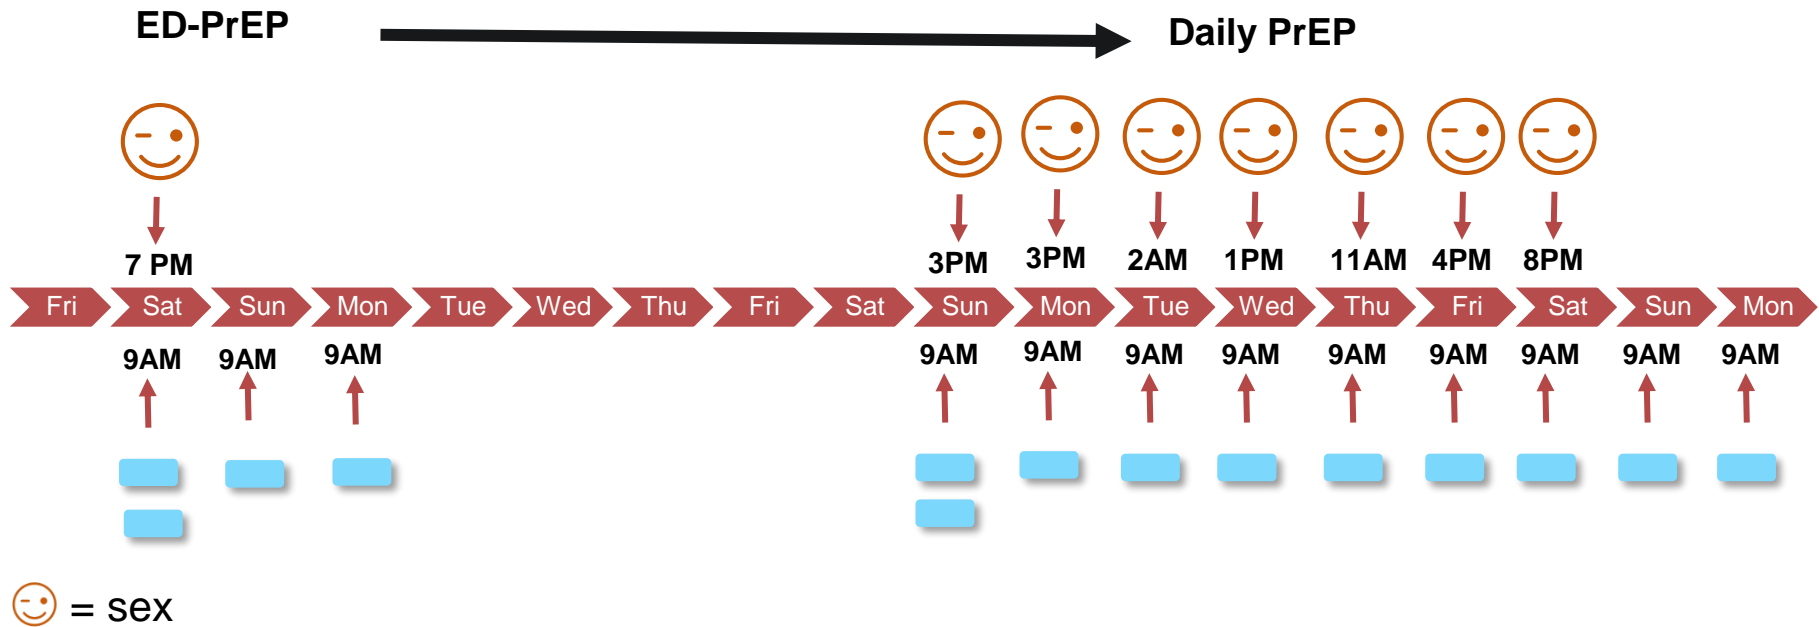 ED-PrEP Daily PrEP
7 PM 3PM 3PM 2AM 1PM 11AM 4PM 8PM
Fri Sat Sun Mon Tue Wed Thu Fri Sat Sun Mon Tue Wed Thu Fri Sat Sun Mon
9AM 9AM 9AM 9AM 9AM 9AM 9AM 9AM 9AM 9AM 9AM 9AM
= sex